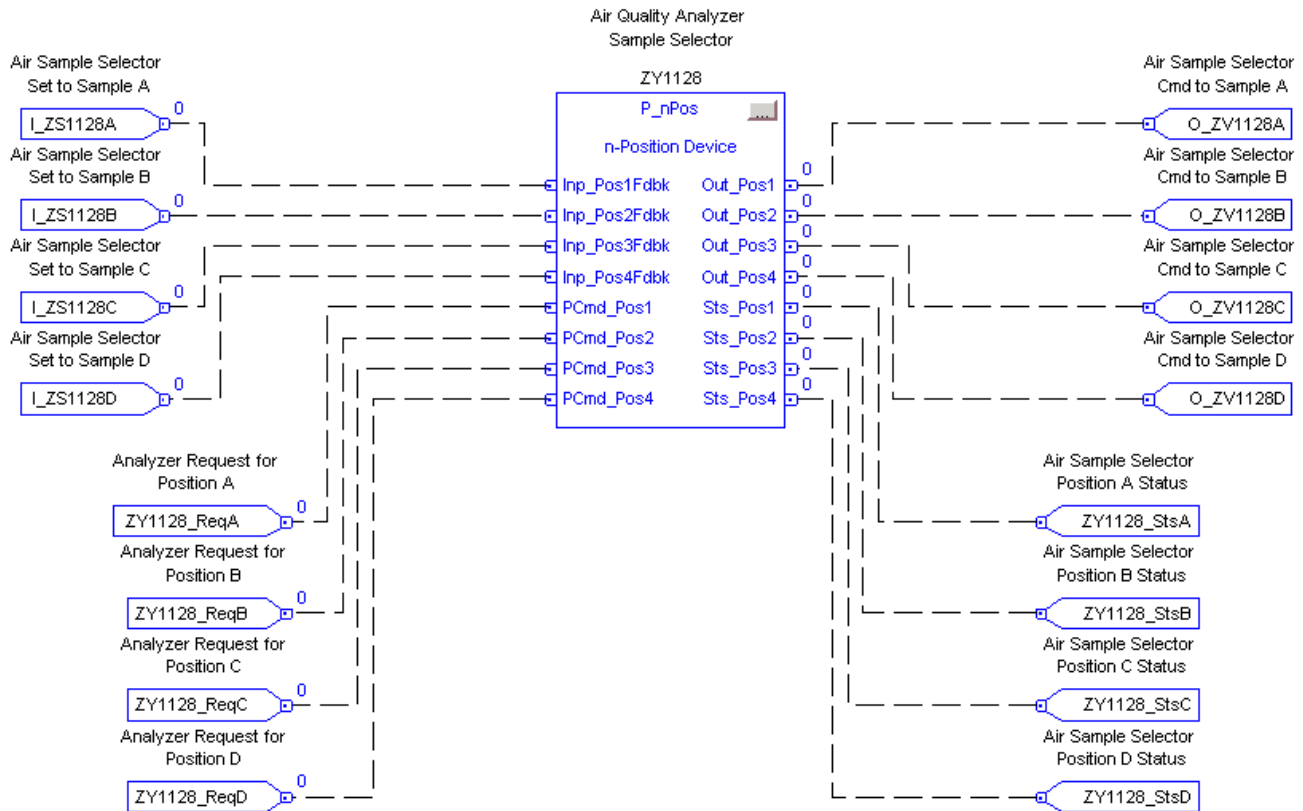 Air Quality Analyzer
Sample Selector
ZY1128
P_nPos
...
n-Position Device
Inp_Pos1Fdbk
Inp_Pos2Fdbk
Inp_Pos3Fdbk
Inp_Pos4Fdbk
PCmd_Pos1
PCmd_Pos2
PCmd_Pos3
PCmd_Pos4
Out_Pos1
0
Out_Pos2
0
Out_Pos3
0
Out_Pos4
0
Sts_Pos1
0
Sts_Pos2
0
Sts_Pos3
0
Sts_Pos4
0
Air Sample Selector
Set to Sample A
0
I_ZS1128A
Air Sample Selector
Set to Sample B
0
I_ZS1128B
Air Sample Selector
Set to Sample C
0
I_ZS1128C
Air Sample Selector
Set to Sample D
0
I_ZS1128D
Analyzer Request for
Position A
0
ZY1128_ReqA
Analyzer Request for
Position B
0
ZY1128_ReqB
Analyzer Request for
Position C
0
ZY1128_ReqC
Analyzer Request for
Position D
0
ZY1128_ReqD
Air Sample Selector
Cmd to Sample A
O_ZV1128A
Air Sample Selector
Cmd to Sample B
O_ZV1128B
Air Sample Selector
Cmd to Sample C
O_ZV1128C
Air Sample Selector
Cmd to Sample D
O_ZV1128D
Air Sample Selector
Position A Status
ZY1128_StsA
Air Sample Selector
Position B Status
ZY1128_StsB
Air Sample Selector
Position C Status
ZY1128_StsC
Air Sample Selector
Position D Status
ZY1128_StsD